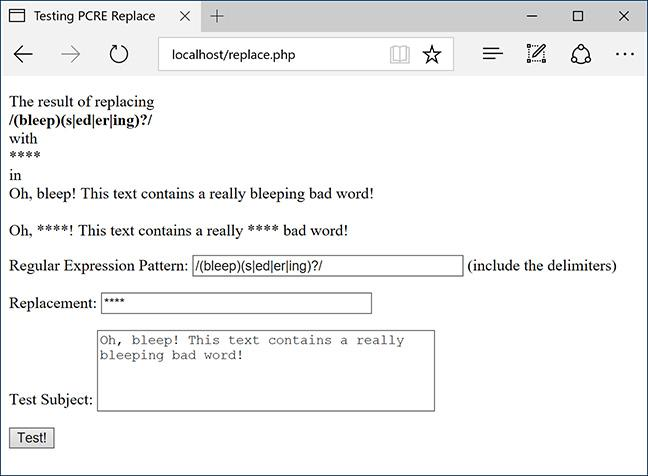 Testing PCRE Replace
localhost/replace.php
The result of replacing
/(bleep)(s|ed|er|ing)?/
with
****
in
Oh, bleep! This text contains a really bleeping bad word!
Oh, ****! This text contains a really **** bad word!
Regular Expression Pattern: /(bleep)(s|ed|er|ing)?/ (include the delimiters)
Replacement: ****
Oh, bleep! This text contains a really
bleeping bad word!
Test Subject:
Test!